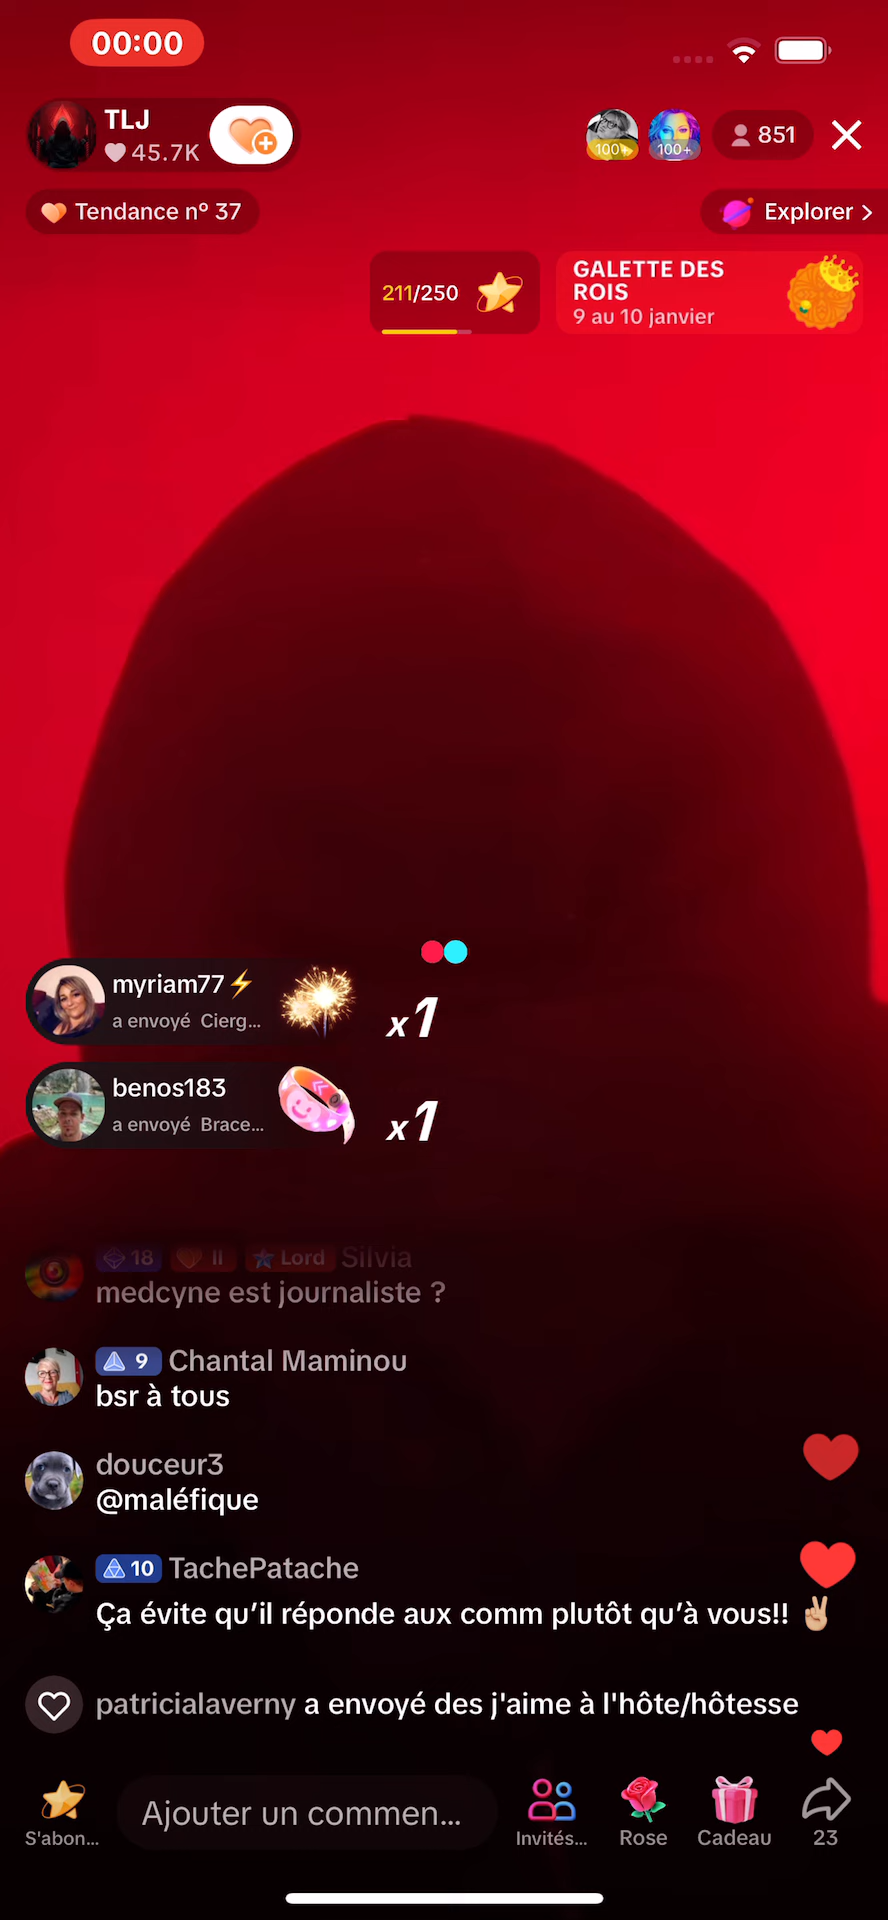 00:00
TLJ
45.7K
100+
100+
851
Tendance nº 37
Explorer
211/250
GALETTE DES
ROIS
9 au 10 janvier
myriam77⚡
a envoyé Cierg...
x1
benos183
a envoyé Brace...
x1
18 II Lord Silvia
medcyne est journaliste ?
9 Chantal Maminou
bsr à tous
douceur3
@maléfique
10 TachePatache
Ça évite qu’il réponde aux comm plutôt qu’à vous!! ✌🏼
patricialaverny a envoyé des j'aime à l'hôte/hôtesse
S'abon...
Ajouter un commen...
Invités...
Rose
Cadeau
23